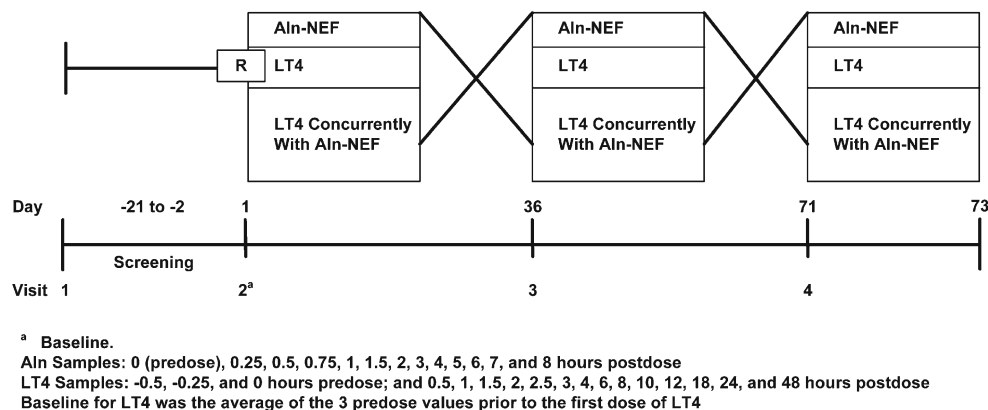 Aln-NEF Aln-NEF Aln-NEF
R LT4 LT4 LT4
LT4 Concurrently LT4 Concurrently LT4 Concurrently
With Aln-NEF With Aln-NEF With Aln-NEF
Day -21 to -2 1 36 71 73
Screening
Visit 1 2a 3 4
a Baseline.
Aln Samples: 0 (predose), 0.25, 0.5, 0.75, 1, 1.5, 2, 3, 4, 5, 6, 7, and 8 hours postdose
LT4 Samples: -0.5, -0.25, and 0 hours predose; and 0.5, 1, 1.5, 2, 2.5, 3, 4, 6, 8, 10, 12, 18, 24, and 48 hours postdose
Baseline for LT4 was the average of the 3 predose values prior to the first dose of LT4